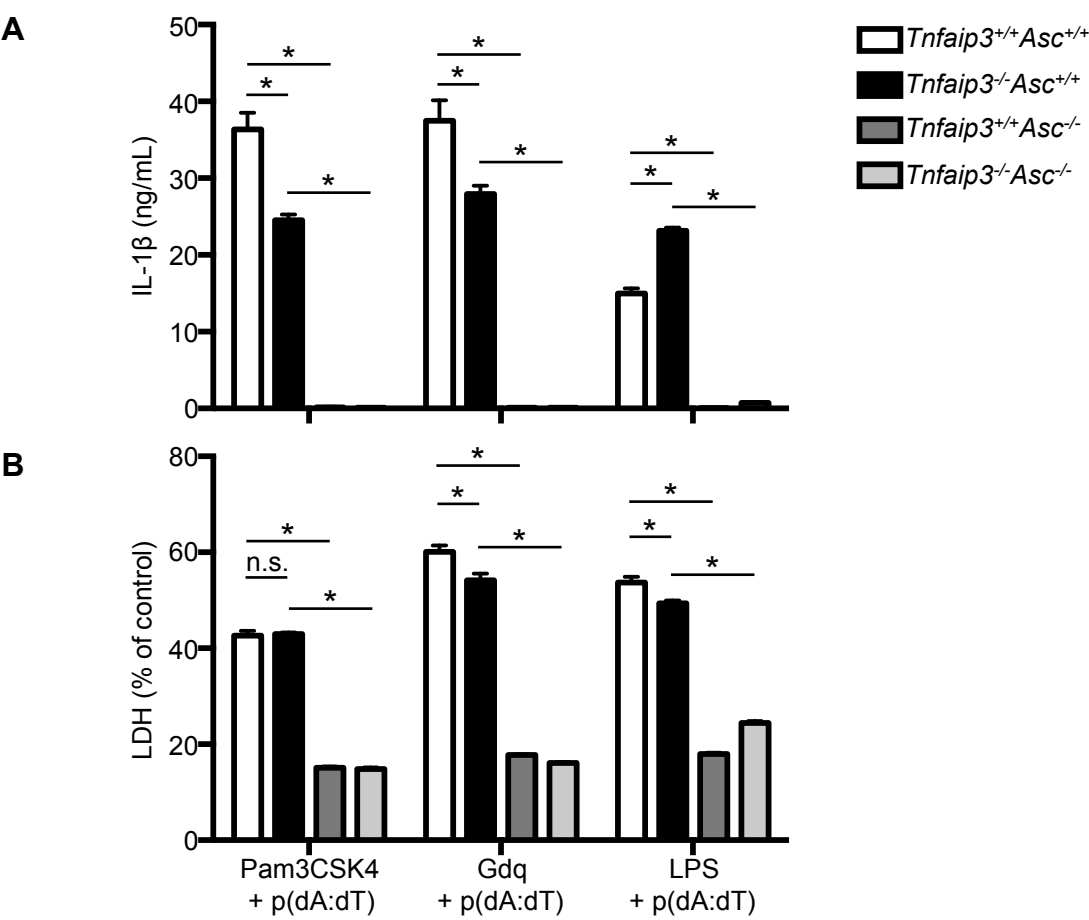 A
50
40
30
20
10
0
IL-1β (ng/mL)
*
*
*
*
*
*
*
*
*
Tnfaip3+/+Asc+/+
Tnfaip3-/-Asc+/+
Tnfaip3+/+Asc-/-
Tnfaip3-/-Asc-/-
B
80
60
40
20
0
LDH (% of control)
*
n.s.
*
*
*
*
*
*
*
Pam3CSK4
+ p(dA:dT)
Gdq
+ p(dA:dT)
LPS
+ p(dA:dT)